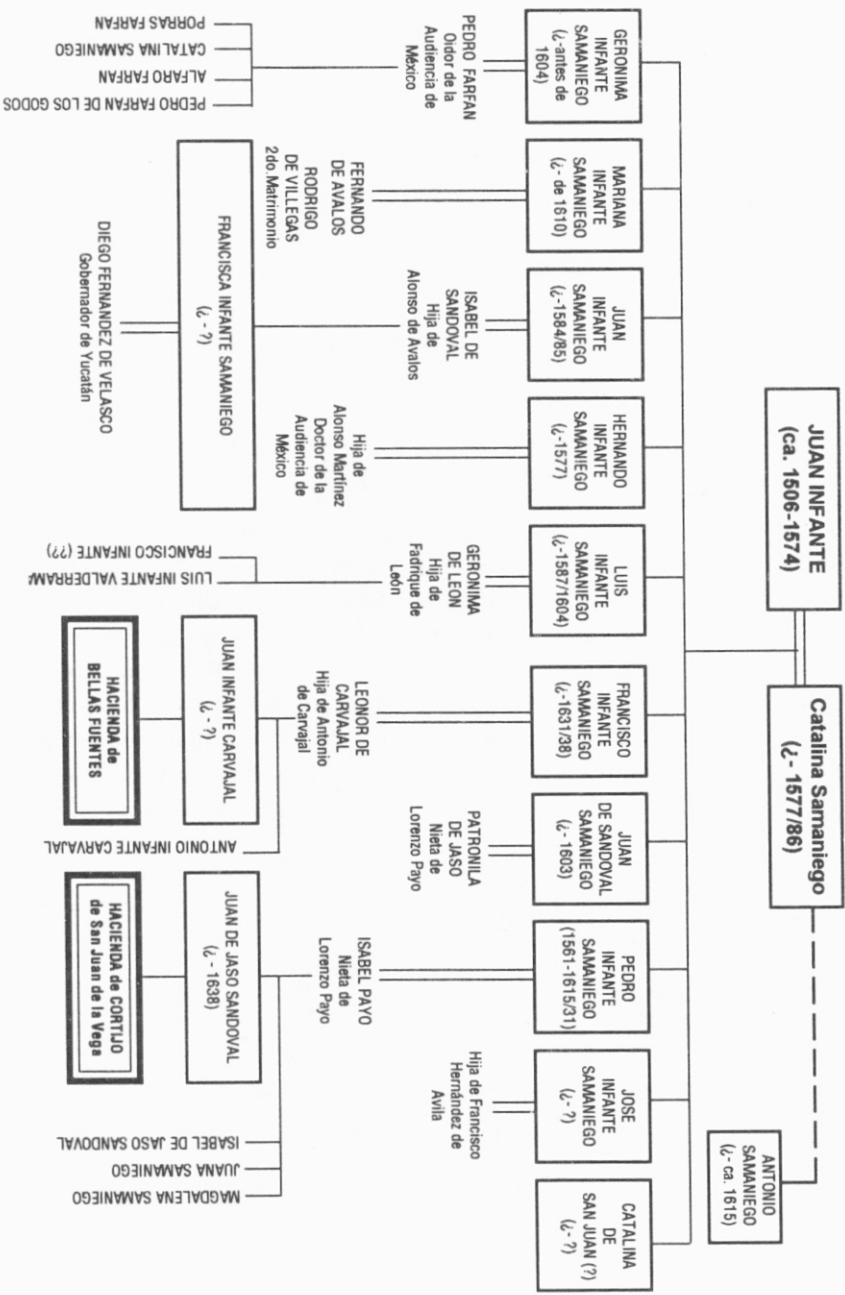 JUAN INFANTE
(ca. 1506-1574)
Catalina Samaniego
(¿- 1577/86)
ANTONIO
SAMANIEGO
(¿- ca. 1615)
GERONIMA
INFANTE
SAMANIEGO
(¿-antes de
1604)
MARIANA
INFANTE
SAMANIEGO
(¿- de 1610)
JUAN
INFANTE
SAMANIEGO
(¿-1584/85)
HERNANDO
INFANTE
SAMANIEGO
(¿-1577)
LUIS
INFANTE
SAMANIEGO
(¿-1587/1604)
FRANCISCO
INFANTE
SAMANIEGO
(¿-1631/38)
JUAN
DE SANDOVAL
SAMANIEGO
(¿- 1603)
PEDRO
INFANTE
SAMANIEGO
(1561-1615/31)
JOSE
INFANTE
SAMANIEGO
(¿- ?)
CATALINA
DE
SAN JUAN (?)
(¿- ?)
PEDRO FARFAN
Oidor de la
Audiencia de
México
FERNANDO
DE AVALOS
RODRIGO
DE VILLEGAS
2do. Matrimonio
ISABEL DE
SANDOVAL
Hija de
Alonso de Avalos
Hija de
Alonso Martínez
Doctor de la
Audiencia de
México
GERONIMA
DE LEON
Hija de
Fadrique de
León
LEONOR DE
CARVAJAL
Hija de Antonio
de Carvajal
PATRONILA
DE JASO
Nieta de
Lorenzo Payo
ISABEL PAYO
Nieta de
Lorenzo Payo
Hija de Francisco
Hernández de
Avila
PORRAS FARFAN
CATALINA SAMANIEGO
ALFARO FARFAN
PEDRO FARFAN DE LOS GODOS
FRANCISCA INFANTE SAMANIEGO
(¿ - ?)
DIEGO FERNANDEZ DE VELASCO
Gobernador de Yucatán
FRANCISCO INFANTE (??)
LUIS INFANTE VALDERRAMA
JUAN INFANTE CARVAJAL
(¿ - ?)
ANTONIO INFANTE CARVAJAL
HACIENDA de
BELLAS FUENTES
JUAN DE JASO SANDOVAL
(¿ - 1638)
HACIENDA de CORTIJO
de San Juan de la Vega
ISABEL DE JASO SANDOVAL
JUANA SAMANIEGO
MAGDALENA SAMANIEGO